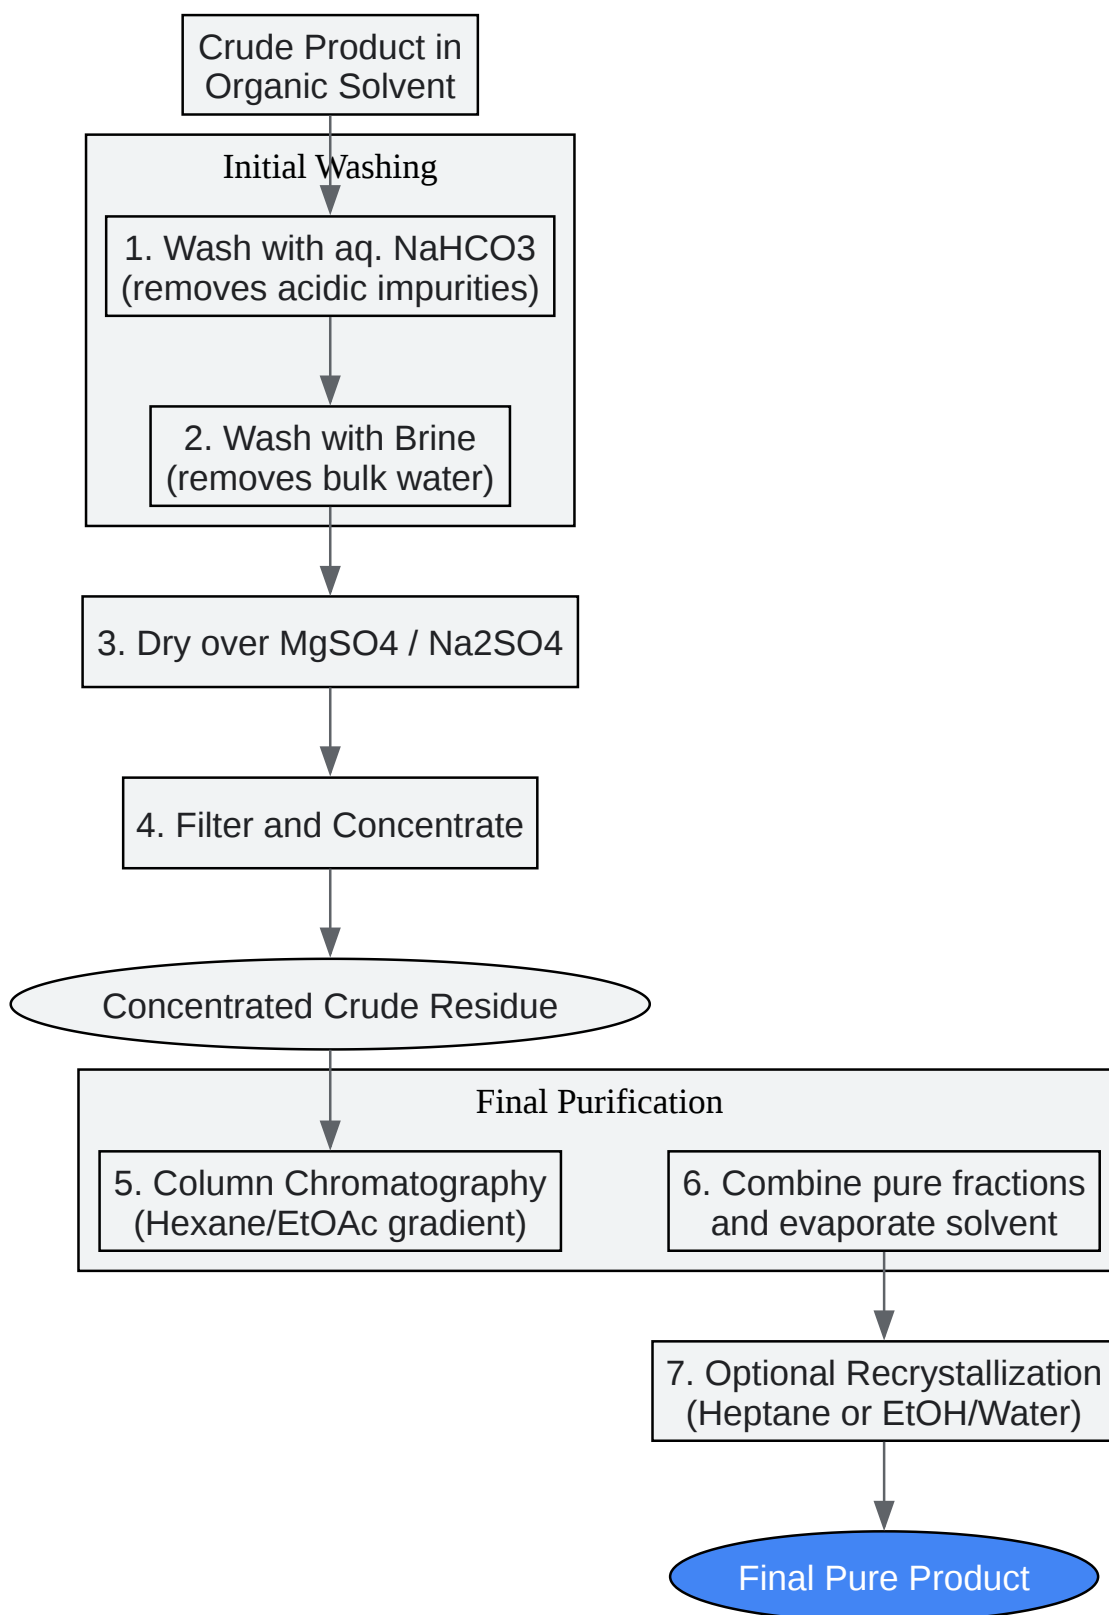 Crude Product in
Organic Solvent
Initial Washing
1. Wash with aq. NaHCO3
(removes acidic impurities)
2. Wash with Brine
(removes bulk water)
3. Dry over MgSO4 / Na2SO4
4. Filter and Concentrate
Concentrated Crude Residue
Final Purification
5. Column Chromatography
(Hexane/EtOAc gradient)
6. Combine pure fractions
and evaporate solvent
7. Optional Recrystallization
(Heptane or EtOH/Water)
Final Pure Product